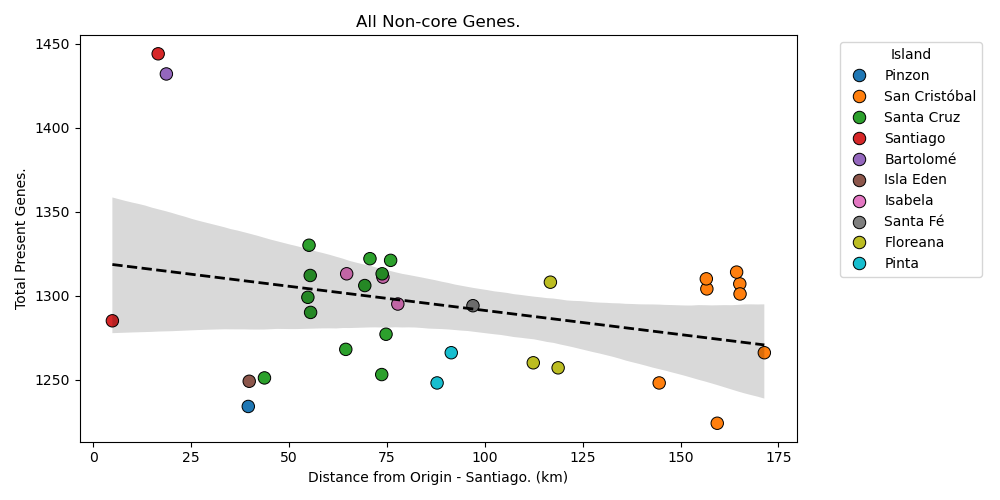 All Non-core Genes.
Total Present Genes.
1450
1400
1350
1300
1250
0 25 50 75 100 125 150 175
Distance from Origin - Santiago. (km)
Island
Pinzon
San Cristóbal
Santa Cruz
Santiago
Bartolomé
Isla Eden
Isabela
Santa Fé
Floreana
Pinta